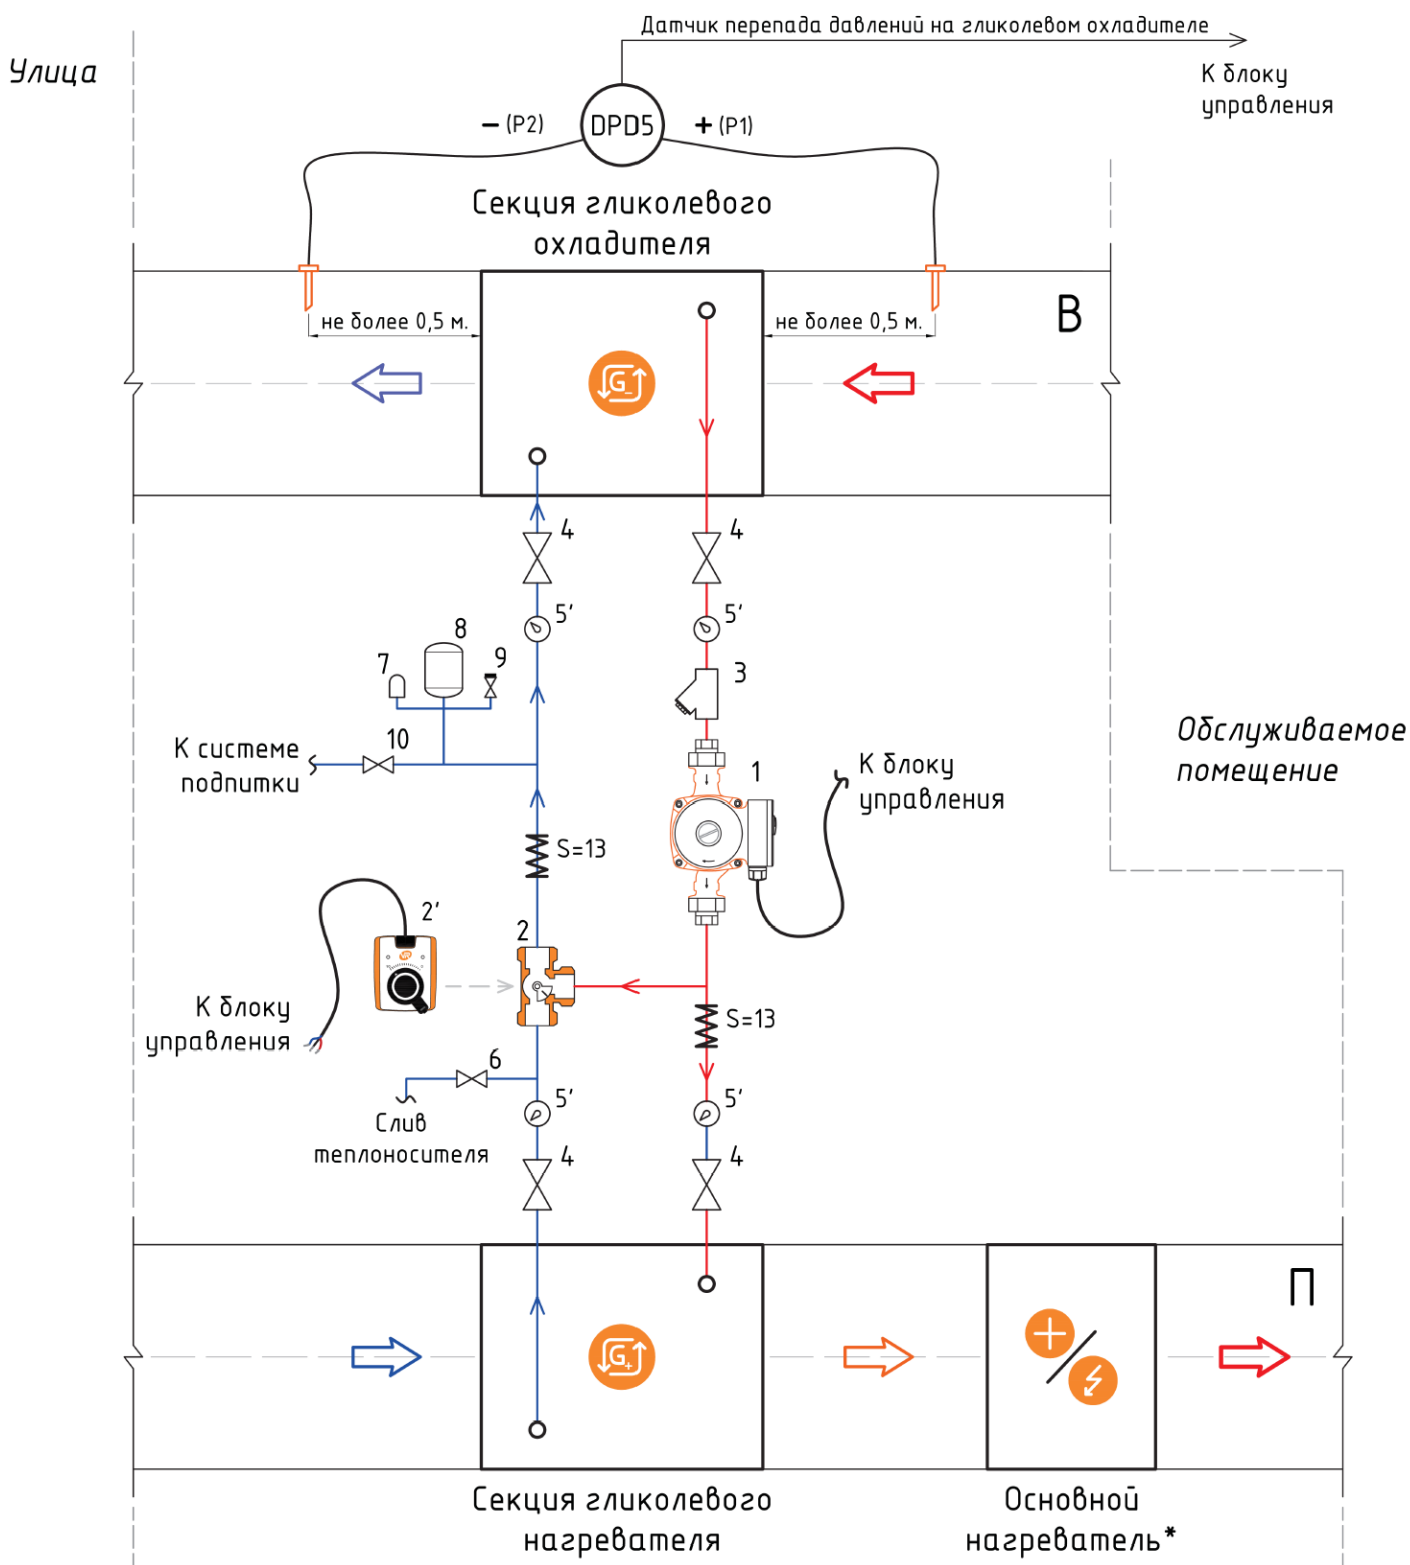 Датчик перепада давлений на гликолевом охладителе
Улица
К блоку
управления
− (P2)
DPD5
+ (P1)
Секция гликолевого
охладителя
В
не более 0,5 м.
не более 0,5 м.
G−
4
4
5'
5'
8
7
9
3
10
К системе
подпитки
1
К блоку
управления
Обслуживаемое
помещение
S=13
2'
2
К блоку
управления
S=13
6
5'
5'
Слив
теплоносителя
4
4
П
G+
Секция гликолевого
нагревателя
Основной
нагреватель*